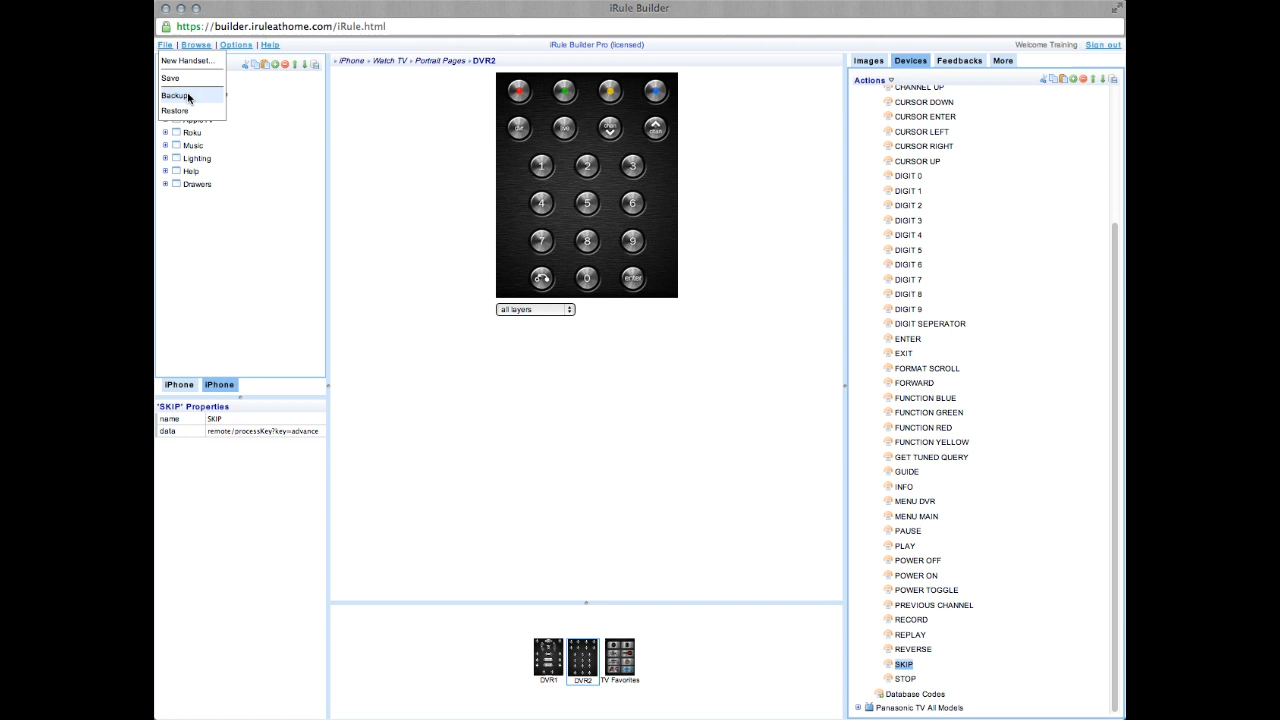 iRule Builder
https://builder.iruleathome.com/iRule.html
File | Browse | Options | Help
iRule Builder Pro (licensed)
Welcome Training Sign out
New Handset...
Save
Backup
Restore
Roku
Music
Lighting
Help
Drawers
iPhone iPhone
'SKIP' Properties
name SKIP
data remote/processKey?key=advance
iPhone Watch TV Portrait Pages DVR2
dvr live chan chan
1 2 3
4 5 6
7 8 9
0 enter
all layers
DVR1 DVR2 TV Favorites
Images Devices Feedbacks More
Actions
CHANNEL UP
CURSOR DOWN
CURSOR ENTER
CURSOR LEFT
CURSOR RIGHT
CURSOR UP
DIGIT 0
DIGIT 1
DIGIT 2
DIGIT 3
DIGIT 4
DIGIT 5
DIGIT 6
DIGIT 7
DIGIT 8
DIGIT 9
DIGIT SEPERATOR
ENTER
EXIT
FORMAT SCROLL
FORWARD
FUNCTION BLUE
FUNCTION GREEN
FUNCTION RED
FUNCTION YELLOW
GET TUNED QUERY
GUIDE
INFO
MENU DVR
MENU MAIN
PAUSE
PLAY
POWER OFF
POWER ON
POWER TOGGLE
PREVIOUS CHANNEL
RECORD
REPLAY
REVERSE
SKIP
STOP
Database Codes
Panasonic TV All Models